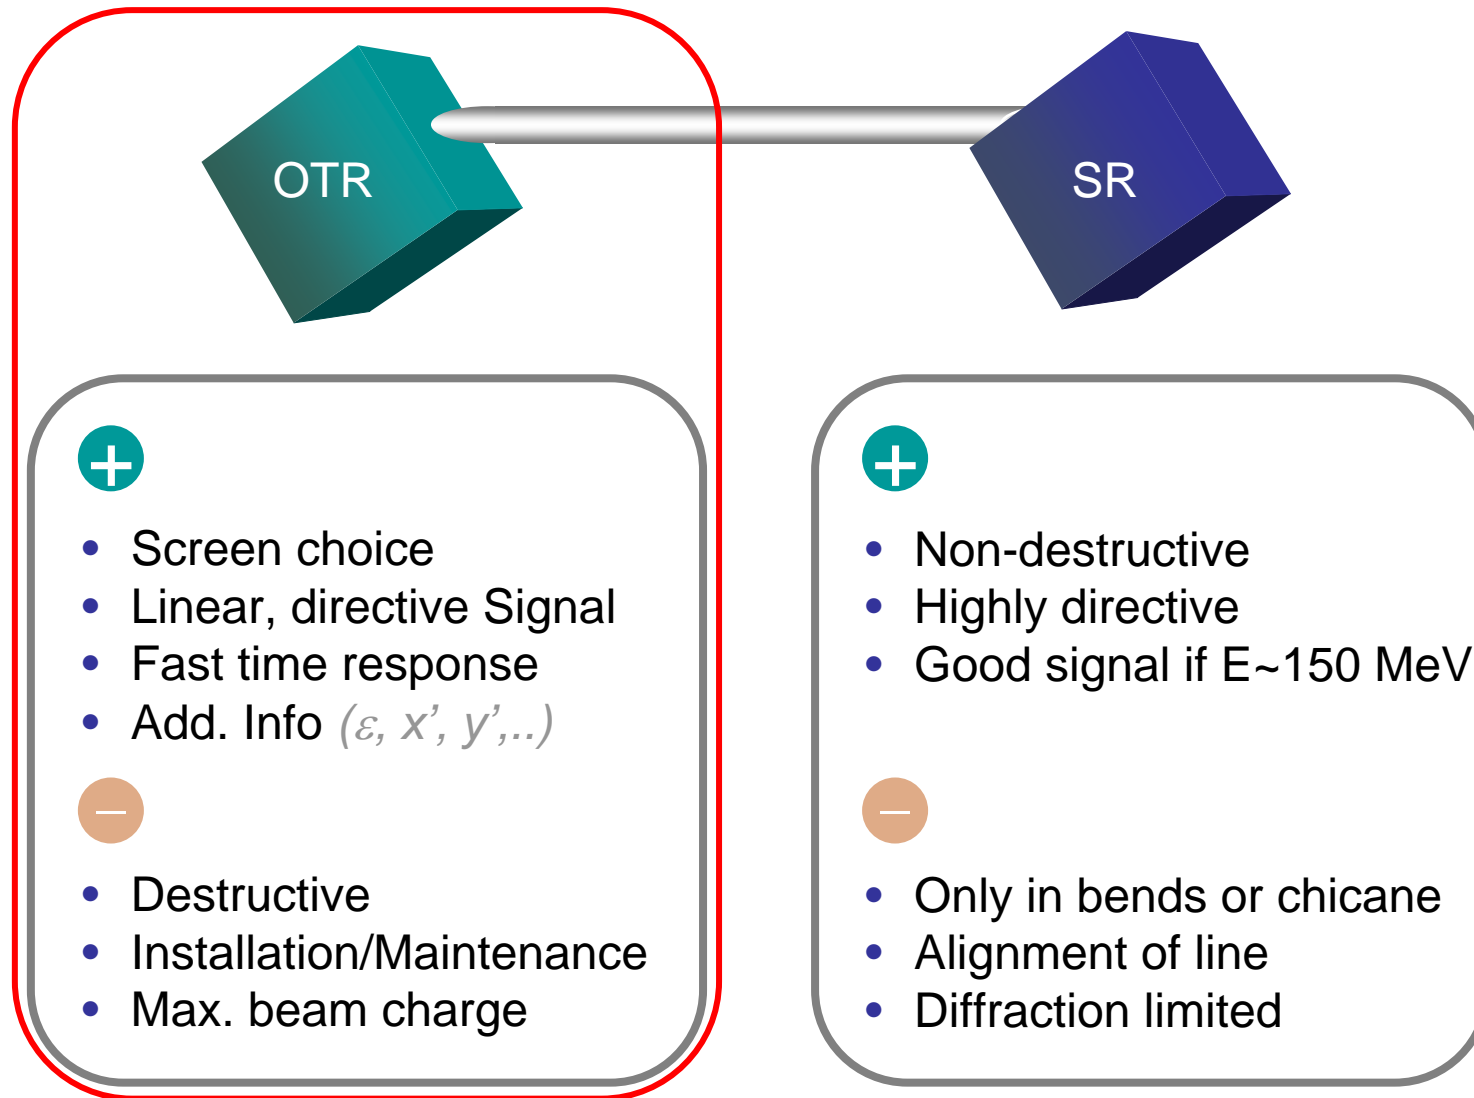 OTR
SR
+
• Screen choice
• Linear, directive Signal
• Fast time response
• Add. Info (ε, x’, y’,..)
–
• Destructive
• Installation/Maintenance
• Max. beam charge
+
• Non-destructive
• Highly directive
• Good signal if E~150 MeV
–
• Only in bends or chicane
• Alignment of line
• Diffraction limited